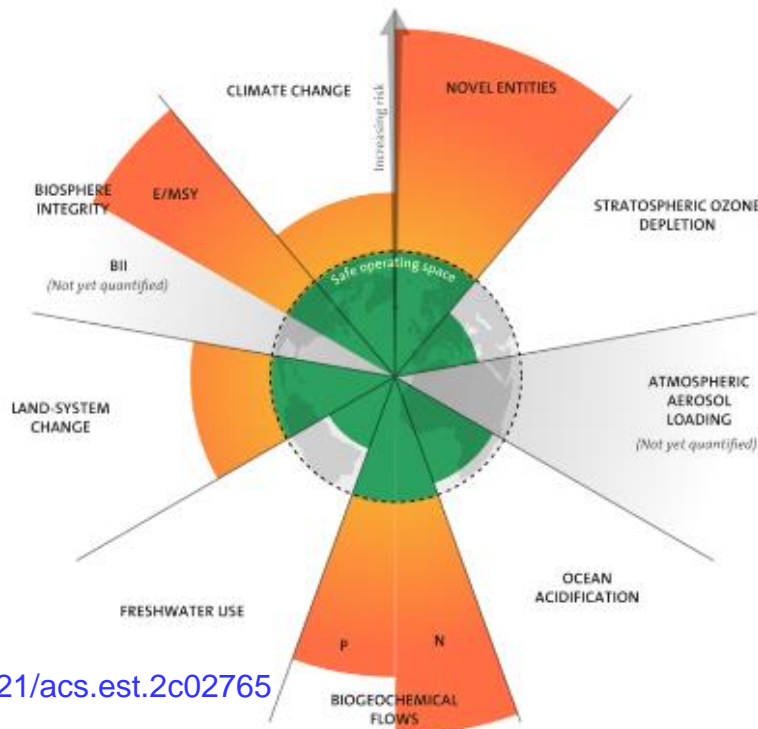 CLIMATE CHANGE
Increasing risk
NOVEL ENTITIES
BIOSPHERE
INTEGRITY
E/MSY
STRATOSPHERIC OZONE
DEPLETION
BII
(Not yet quantified)
Safe operating space
LAND-SYSTEM
CHANGE
ATMOSPHERIC
AEROSOL
LOADING
(Not yet quantified)
FRESHWATER USE
OCEAN
ACIDIFICATION
P
N
BIOGEOCHEMICAL
FLOWS
21/acs.est.2c02765